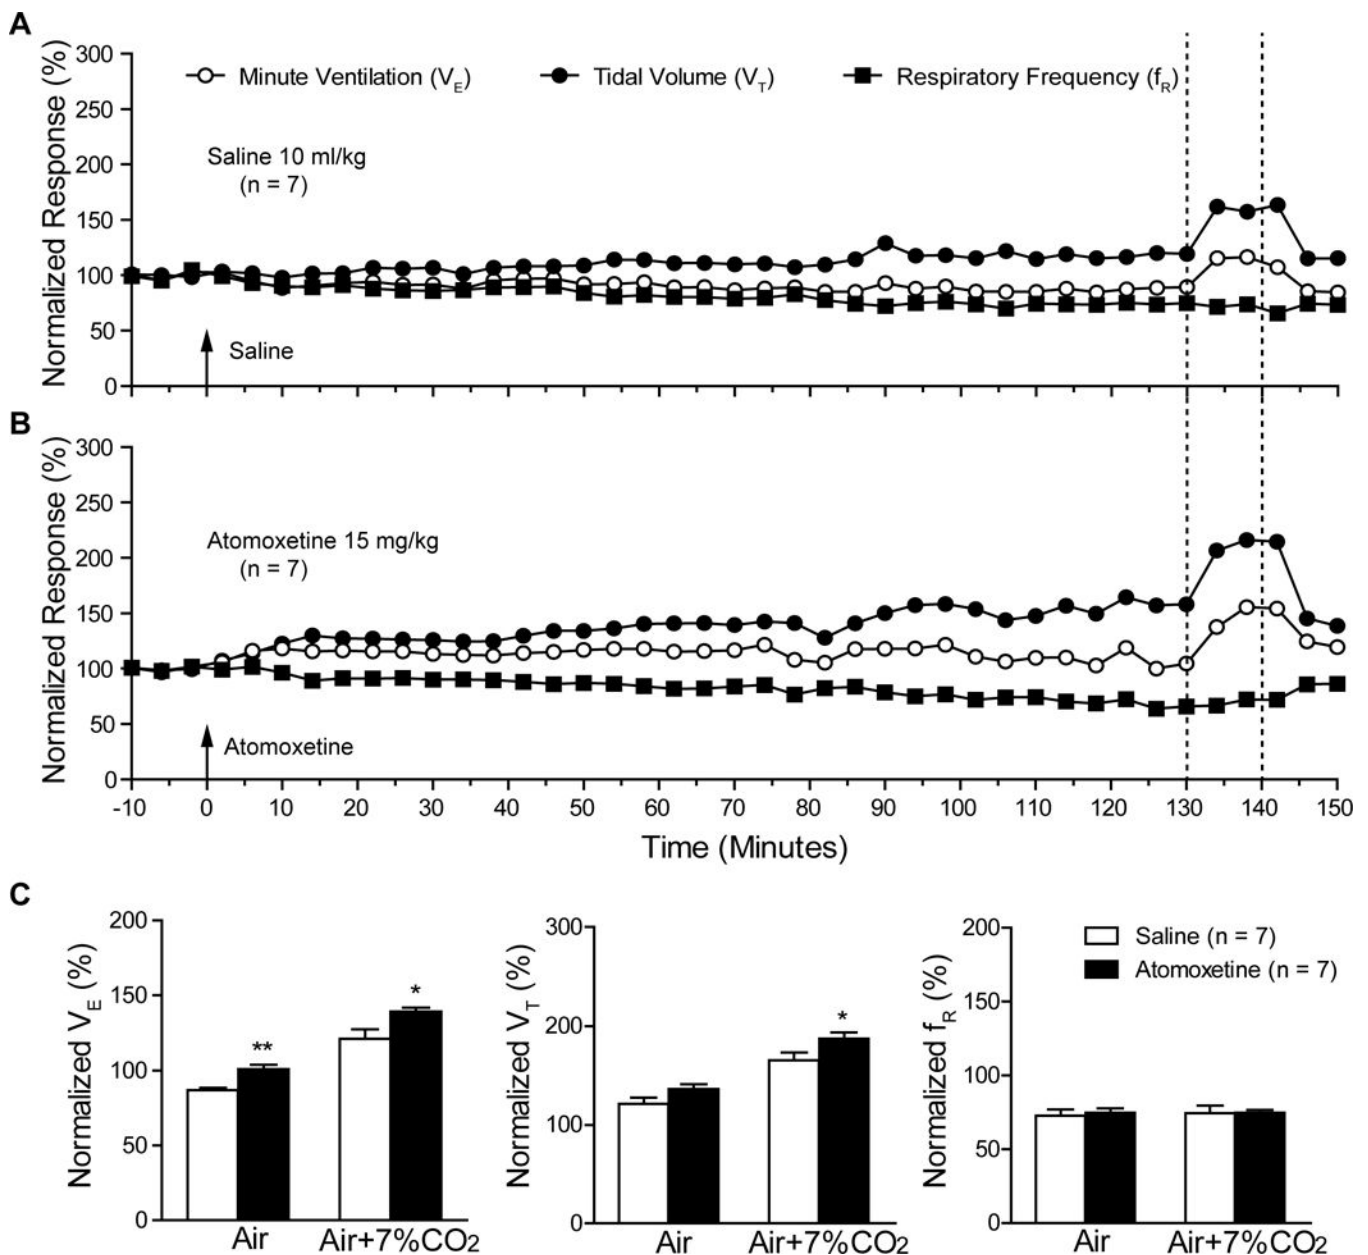 A
Normalized Response (%)
300
250
200
150
100
50
0
Minute Ventilation (VE)
Tidal Volume (VT)
Respiratory Frequency (fR)
Saline 10 ml/kg
(n = 7)
Saline
B
Normalized Response (%)
300
250
200
150
100
50
0
Atomoxetine 15 mg/kg
(n = 7)
Atomoxetine
-10 0 10 20 30 40 50 60 70 80 90 100 110 120 130 140 150
Time (Minutes)
C
Normalized VE (%)
200
150
100
50
0
**
*
Air
Air+7%CO2
Normalized VT (%)
300
200
100
0
*
Air
Air+7%CO2
Normalized fR (%)
200
150
100
50
0
Saline (n = 7)
Atomoxetine (n = 7)
Air
Air+7%CO2